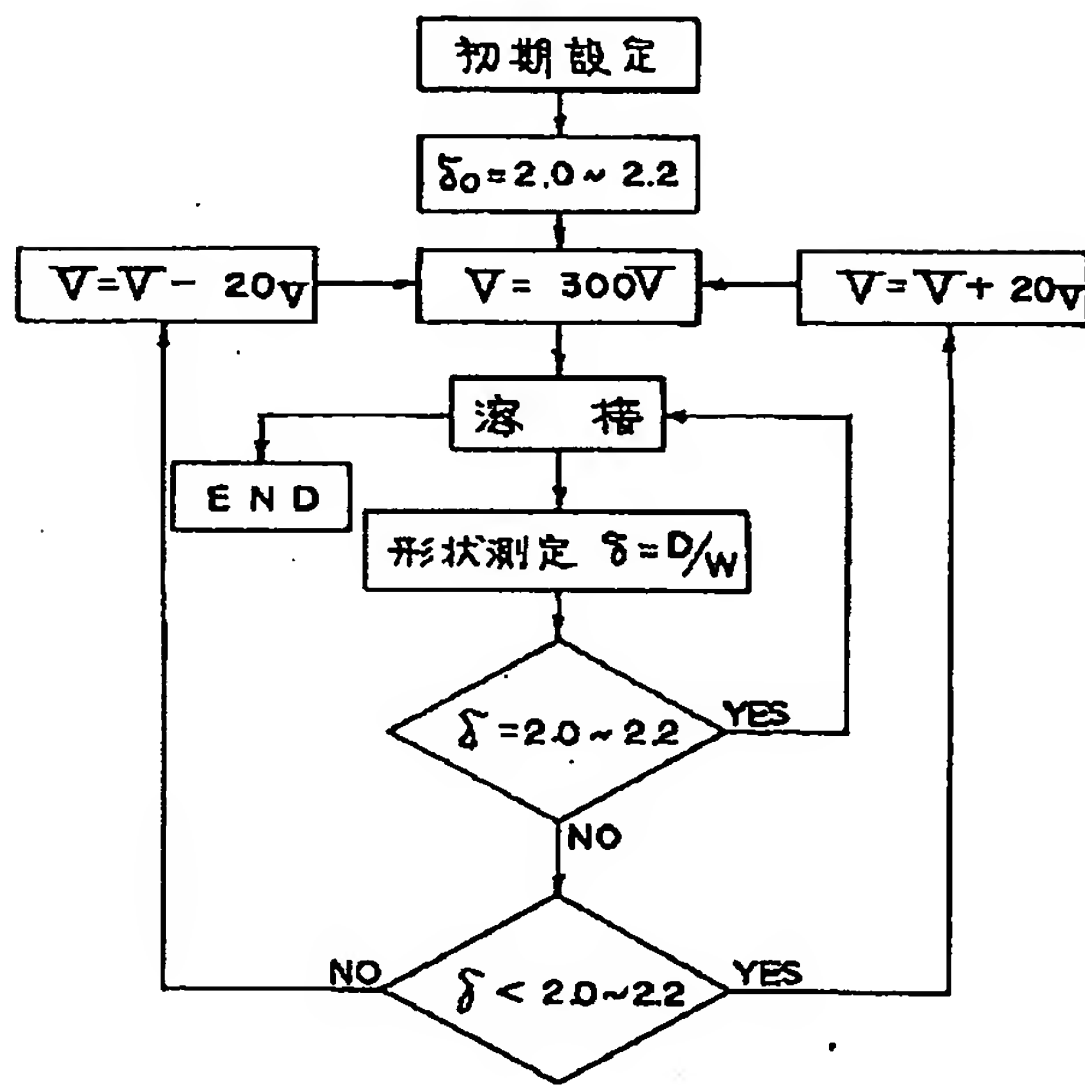 初期設定
δ₀=2.0~2.2
V=V- 20V
V= 300V
V=V+ 20V
溶 接
END
形状測定 δ=D/W
δ=2.0~2.2
YES
NO
NO
δ<2.0~2.2
YES